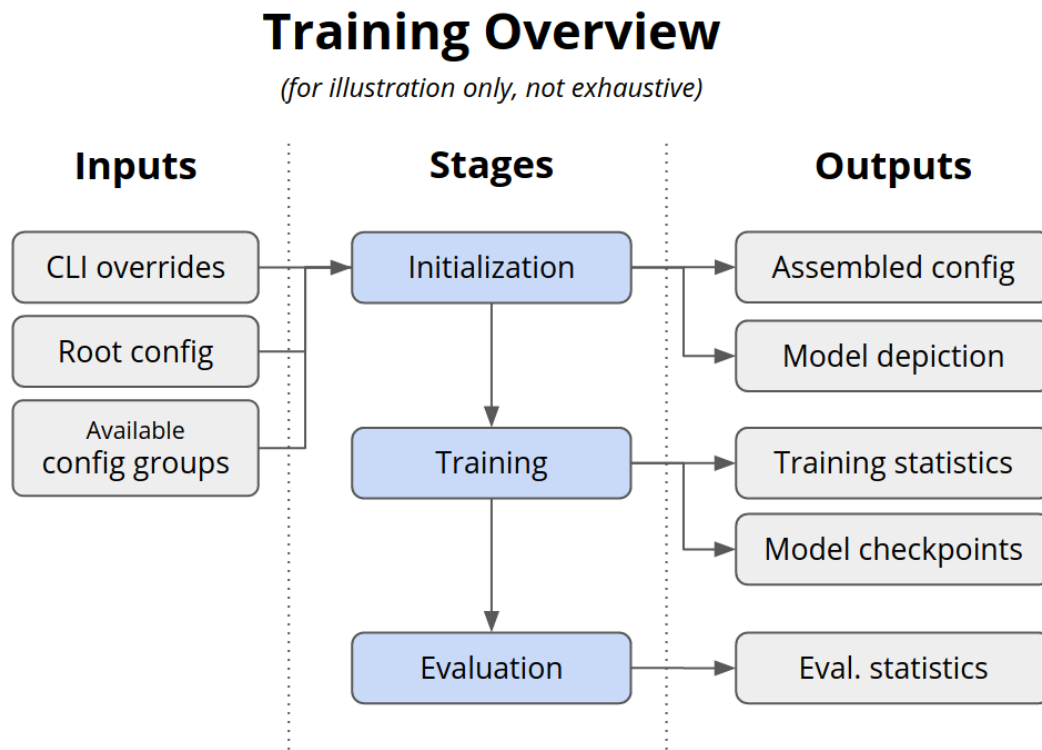 Training Overview
(for illustration only, not exhaustive)
Inputs
Stages
Outputs
CLI overrides
Initialization
Assembled config
Root config
Model depiction
Available
config groups
Training
Training statistics
Model checkpoints
Evaluation
Eval. statistics